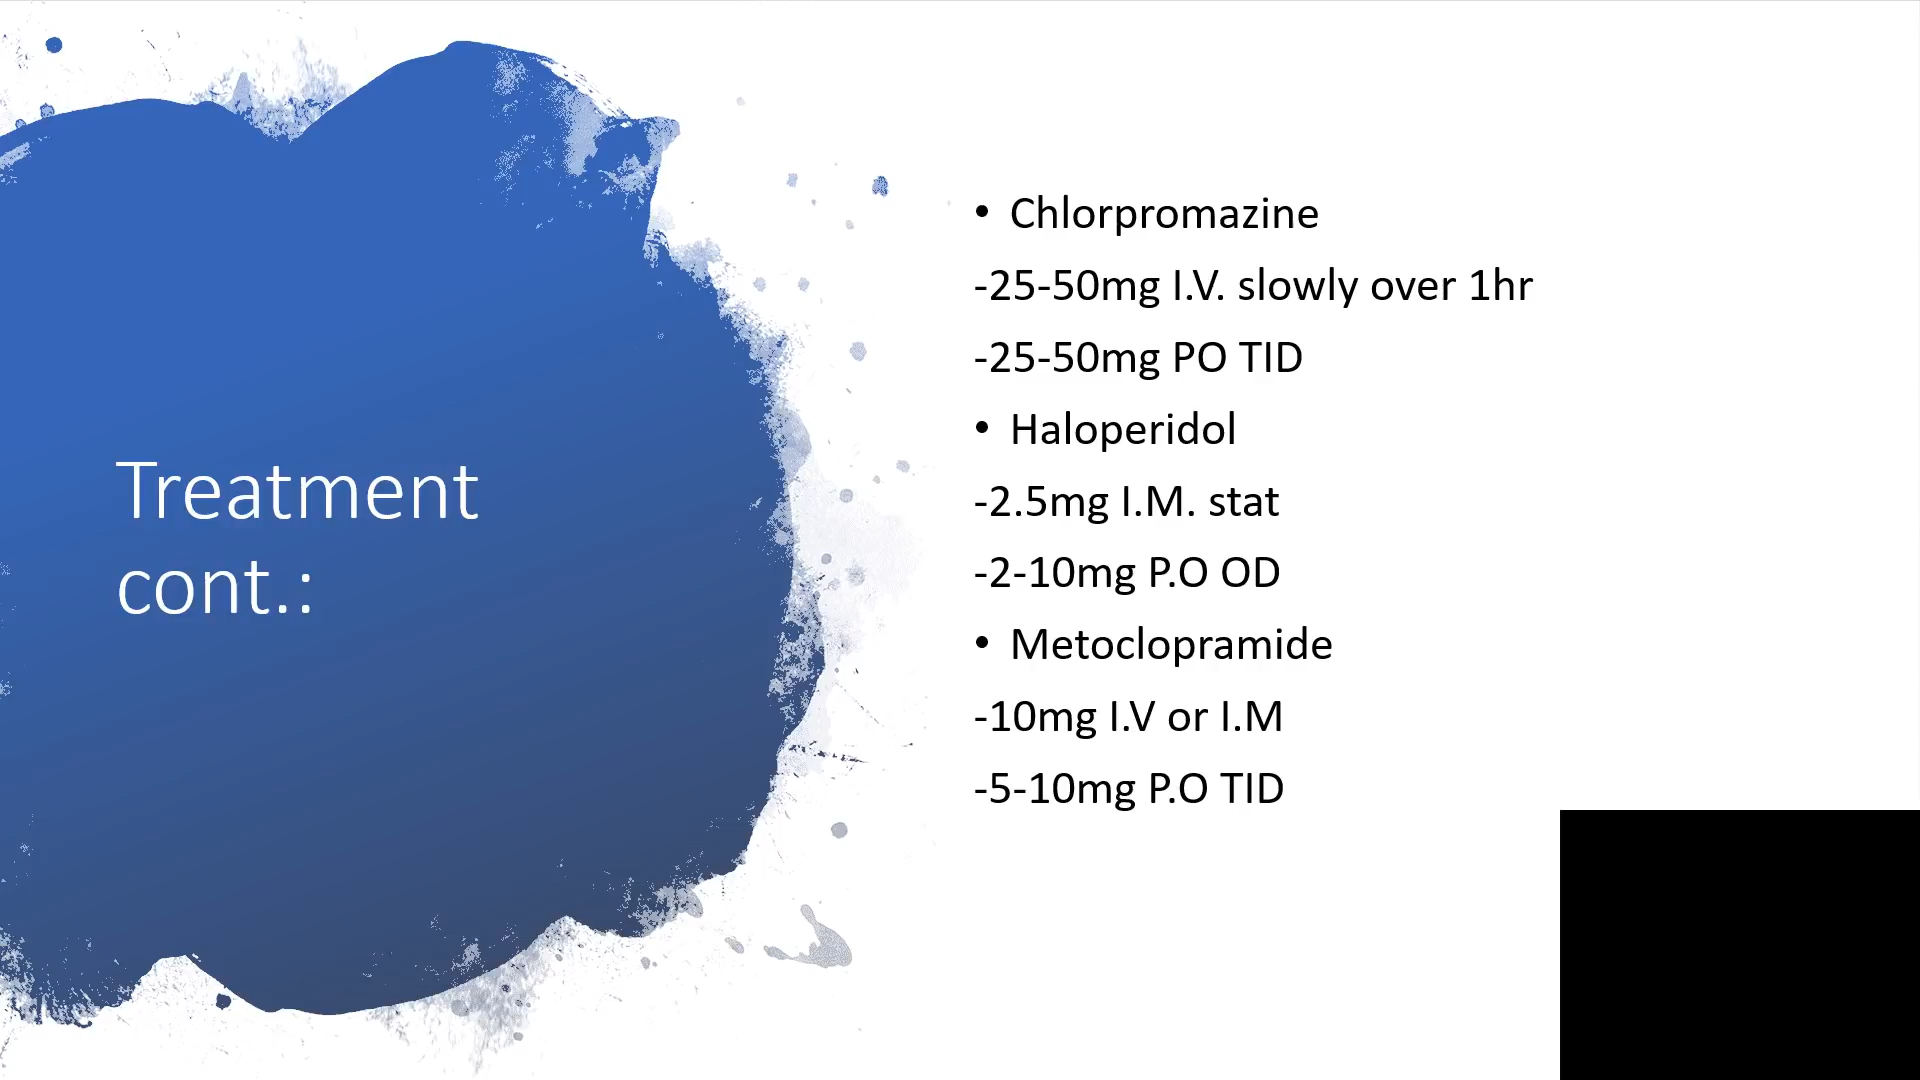 Treatment
cont.:
• Chlorpromazine
-25-50mg I.V. slowly over 1hr
-25-50mg PO TID
• Haloperidol
-2.5mg I.M. stat
-2-10mg P.O OD
• Metoclopramide
-10mg I.V or I.M
-5-10mg P.O TID